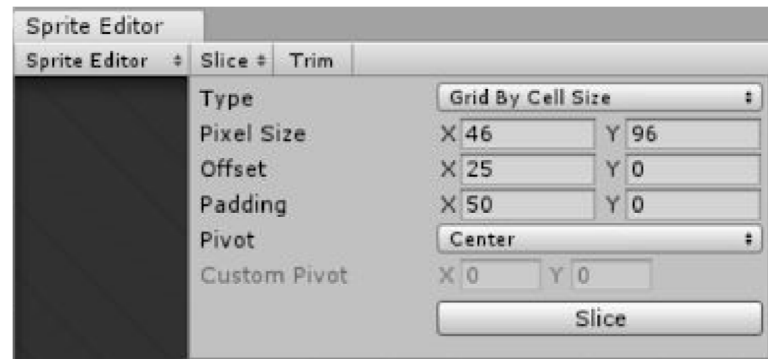 Sprite Editor
Sprite Editor Slice Trim
Type Grid By Cell Size
Pixel Size X 46 Y 96
Offset X 25 Y 0
Padding X 50 Y 0
Pivot Center
Custom Pivot X 0 Y 0
Slice